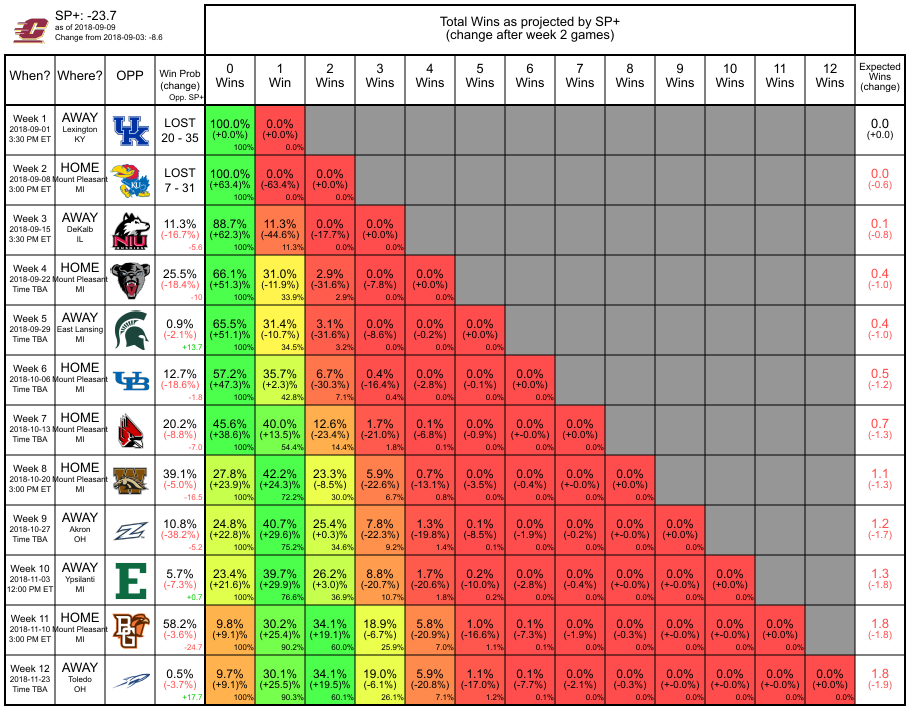 SP+: -23.7
as of 2018-09-09
Change from 2018-09-03: -8.6
Total Wins as projected by SP+
(change after week 2 games)
When? Where? OPP Win Prob (change) Opp. SP+ 0 Wins 1 Win 2 Wins 3 Wins 4 Wins 5 Wins 6 Wins 7 Wins 8 Wins 9 Wins 10 Wins 11 Wins 12 Wins Expected Wins (change)
Week 1 AWAY LOST 100.0% 0.0% 0.0
2018-09-01 Lexington UK 20 - 35 (+0.0%) (+0.0%) (+0.0)
3:30 PM ET KY 100% 0.0%
Week 2 HOME LOST 100.0% 0.0% 0.0% 0.0
2018-09-08 Mount Pleasant KU 7 - 31 (+63.4)% (-63.4%) (+0.0%) (-0.6)
3:00 PM ET MI 100% 0.0% 0.0%
Week 3 AWAY 11.3% 88.7% 11.3% 0.0% 0.0% 0.1
2018-09-15 DeKalb NIU (-16.7%) (+62.3)% (-44.6%) (-17.7%) (+0.0%) (-0.8)
3:30 PM ET IL HUSKIES -5.6 100% 11.3% 0.0% 0.0%
Week 4 HOME 25.5% 66.1% 31.0% 2.9% 0.0% 0.0% 0.4
2018-09-22 Mount Pleasant (-18.4%) (+51.3)% (-11.9%) (-31.6%) (-7.8%) (+0.0%) (-1.0)
Time TBA MI -10 100% 33.9% 2.9% 0.0% 0.0%
Week 5 AWAY 0.9% 65.5% 31.4% 3.1% 0.0% 0.0% 0.0% 0.4
2018-09-29 East Lansing (-2.1%) (+51.1)% (-10.7%) (-31.6%) (-8.6%) (-0.2%) (+0.0%) (-1.0)
Time TBA MI +13.7 100% 34.5% 3.2% 0.0% 0.0% 0.0%
Week 6 HOME 12.7% 57.2% 35.7% 6.7% 0.4% 0.0% 0.0% 0.0% 0.5
2018-10-06 Mount Pleasant UB (-18.6%) (+47.3)% (+2.3%) (-30.3%) (-16.4%) (-2.8%) (-0.1%) (+0.0%) (-1.2)
Time TBA MI -1.8 100% 42.8% 7.1% 0.4% 0.0% 0.0% 0.0%
Week 7 HOME 20.2% 45.6% 40.0% 12.6% 1.7% 0.1% 0.0% 0.0% 0.0% 0.7
2018-10-13 Mount Pleasant (-8.8%) (+38.6)% (+13.5%) (-23.4%) (-21.0%) (-6.8%) (-0.9%) (+-0.0%) (+0.0%) (-1.3)
Time TBA MI -7.0 100% 54.4% 14.4% 1.8% 0.1% 0.0% 0.0% 0.0%
Week 8 HOME 39.1% 27.8% 42.2% 23.3% 5.9% 0.7% 0.0% 0.0% 0.0% 0.0% 1.1
2018-10-20 Mount Pleasant W (-5.0%) (+23.9)% (+24.3%) (-8.5%) (-22.6%) (-13.1%) (-3.5%) (-0.4%) (+-0.0%) (+0.0%) (-1.3)
3:00 PM ET MI -16.5 100% 72.2% 30.0% 6.7% 0.8% 0.0% 0.0% 0.0% 0.0%
Week 9 AWAY 10.8% 24.8% 40.7% 25.4% 7.8% 1.3% 0.1% 0.0% 0.0% 0.0% 0.0% 1.2
2018-10-27 Akron (-38.2%) (+22.8)% (+29.6%) (+0.3%) (-22.3%) (-19.8%) (-8.5%) (-1.9%) (-0.2%) (+-0.0%) (+0.0%) (-1.7)
Time TBA OH -5.2 100% 75.2% 34.6% 9.2% 1.4% 0.1% 0.0% 0.0% 0.0% 0.0%
Week 10 AWAY 5.7% 23.4% 39.7% 26.2% 8.8% 1.7% 0.2% 0.0% 0.0% 0.0% 0.0% 0.0% 1.3
2018-11-03 Ypsilanti E (-7.3%) (+21.6)% (+29.9%) (+3.0%) (-20.7%) (-20.6%) (-10.0%) (-2.8%) (-0.4%) (+-0.0%) (+-0.0%) (+0.0%) (-1.8)
12:00 PM ET MI +0.7 100% 76.6% 36.9% 10.7% 1.8% 0.2% 0.0% 0.0% 0.0% 0.0% 0.0%
Week 11 HOME 58.2% 9.8% 30.2% 34.1% 18.9% 5.8% 1.0% 0.1% 0.0% 0.0% 0.0% 0.0% 0.0% 1.8
2018-11-10 Mount Pleasant BG (-3.6%) (+9.1)% (+25.4%) (+19.1%) (-6.7%) (-20.9%) (-16.6%) (-7.3%) (-1.9%) (-0.3%) (+-0.0%) (+-0.0%) (+0.0%) (-1.8)
3:00 PM ET MI -24.7 100% 90.2% 60.0% 25.9% 7.0% 1.1% 0.1% 0.0% 0.0% 0.0% 0.0% 0.0%
Week 12 AWAY 0.5% 9.7% 30.1% 34.1% 19.0% 5.9% 1.1% 0.1% 0.0% 0.0% 0.0% 0.0% 0.0% 0.0% 1.8
2018-11-23 Toledo (-3.7%) (+9.1)% (+25.5%) (+19.5%) (-6.1%) (-20.8%) (-17.0%) (-7.7%) (-2.1%) (-0.3%) (+-0.0%) (+-0.0%) (+-0.0%) (+0.0%) (-1.9)
Time TBA OH +17.7 100% 90.3% 60.1% 26.1% 7.1% 1.2% 0.1% 0.0% 0.0% 0.0% 0.0% 0.0% 0.0%